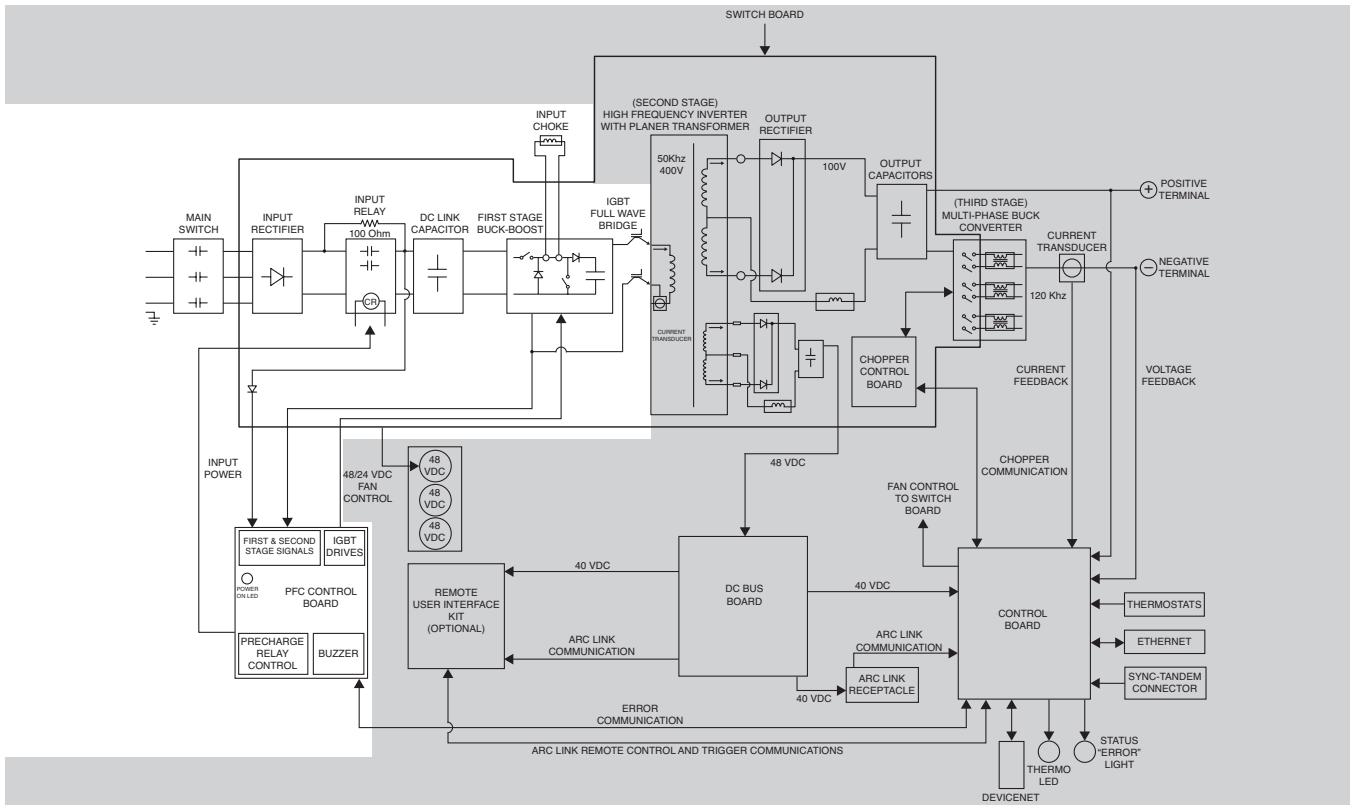 SWITCH BOARD
(SECOND STAGE)
HIGH FREQUENCY INVERTER
WITH PLANER TRANSFORMER
INPUT
CHOKE
OUTPUT
RECTIFIER
50Khz
400V
100V
OUTPUT
CAPACITORS
POSITIVE
TERMINAL
MAIN
SWITCH
INPUT
RECTIFIER
INPUT
RELAY
100 Ohm
CR
DC LINK
CAPACITOR
FIRST STAGE
BUCK-BOOST
IGBT
FULL WAVE
BRIDGE
(THIRD STAGE)
MULTI-PHASE BUCK
CONVERTER
CURRENT
TRANSDUCER
NEGATIVE
TERMINAL
120 Khz
CURRENT
TRANSDUCER
CHOPPER
CONTROL
BOARD
CURRENT
FEEDBACK
VOLTAGE
FEEDBACK
INPUT
POWER
48/24 VDC
FAN
CONTROL
48
VDC
48
VDC
48
VDC
48 VDC
CHOPPER
COMMUNICATION
FAN CONTROL
TO SWITCH
BOARD
FIRST & SECOND
STAGE SIGNALS
IGBT
DRIVES
POWER
ON LED
PFC CONTROL
BOARD
PRECHARGE
RELAY
CONTROL
BUZZER
REMOTE
USER INTERFACE
KIT
(OPTIONAL)
40 VDC
ARC LINK
COMMUNICATION
DC BUS
BOARD
40 VDC
ARC LINK
COMMUNICATION
40 VDC
ARC LINK
RECEPTACLE
CONTROL
BOARD
THERMOSTATS
ETHERNET
SYNC-TANDEM
CONNECTOR
ERROR
COMMUNICATION
ARC LINK REMOTE CONTROL AND TRIGGER COMMUNICATIONS
DEVICENET
THERMO
LED
STATUS
"ERROR"
LIGHT